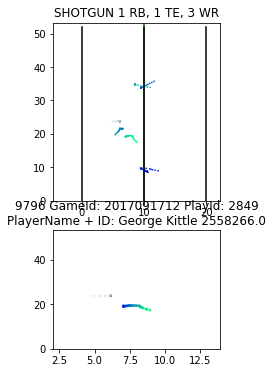 SHOTGUN 1 RB, 1 TE, 3 WR
50
40
30
20
10
0
0 10 20
9796 GameId: 2017091712 PlayId: 2849
PlayerName + ID: George Kittle 2558266.0
40
20
0
2.5 5.0 7.5 10.0 12.5